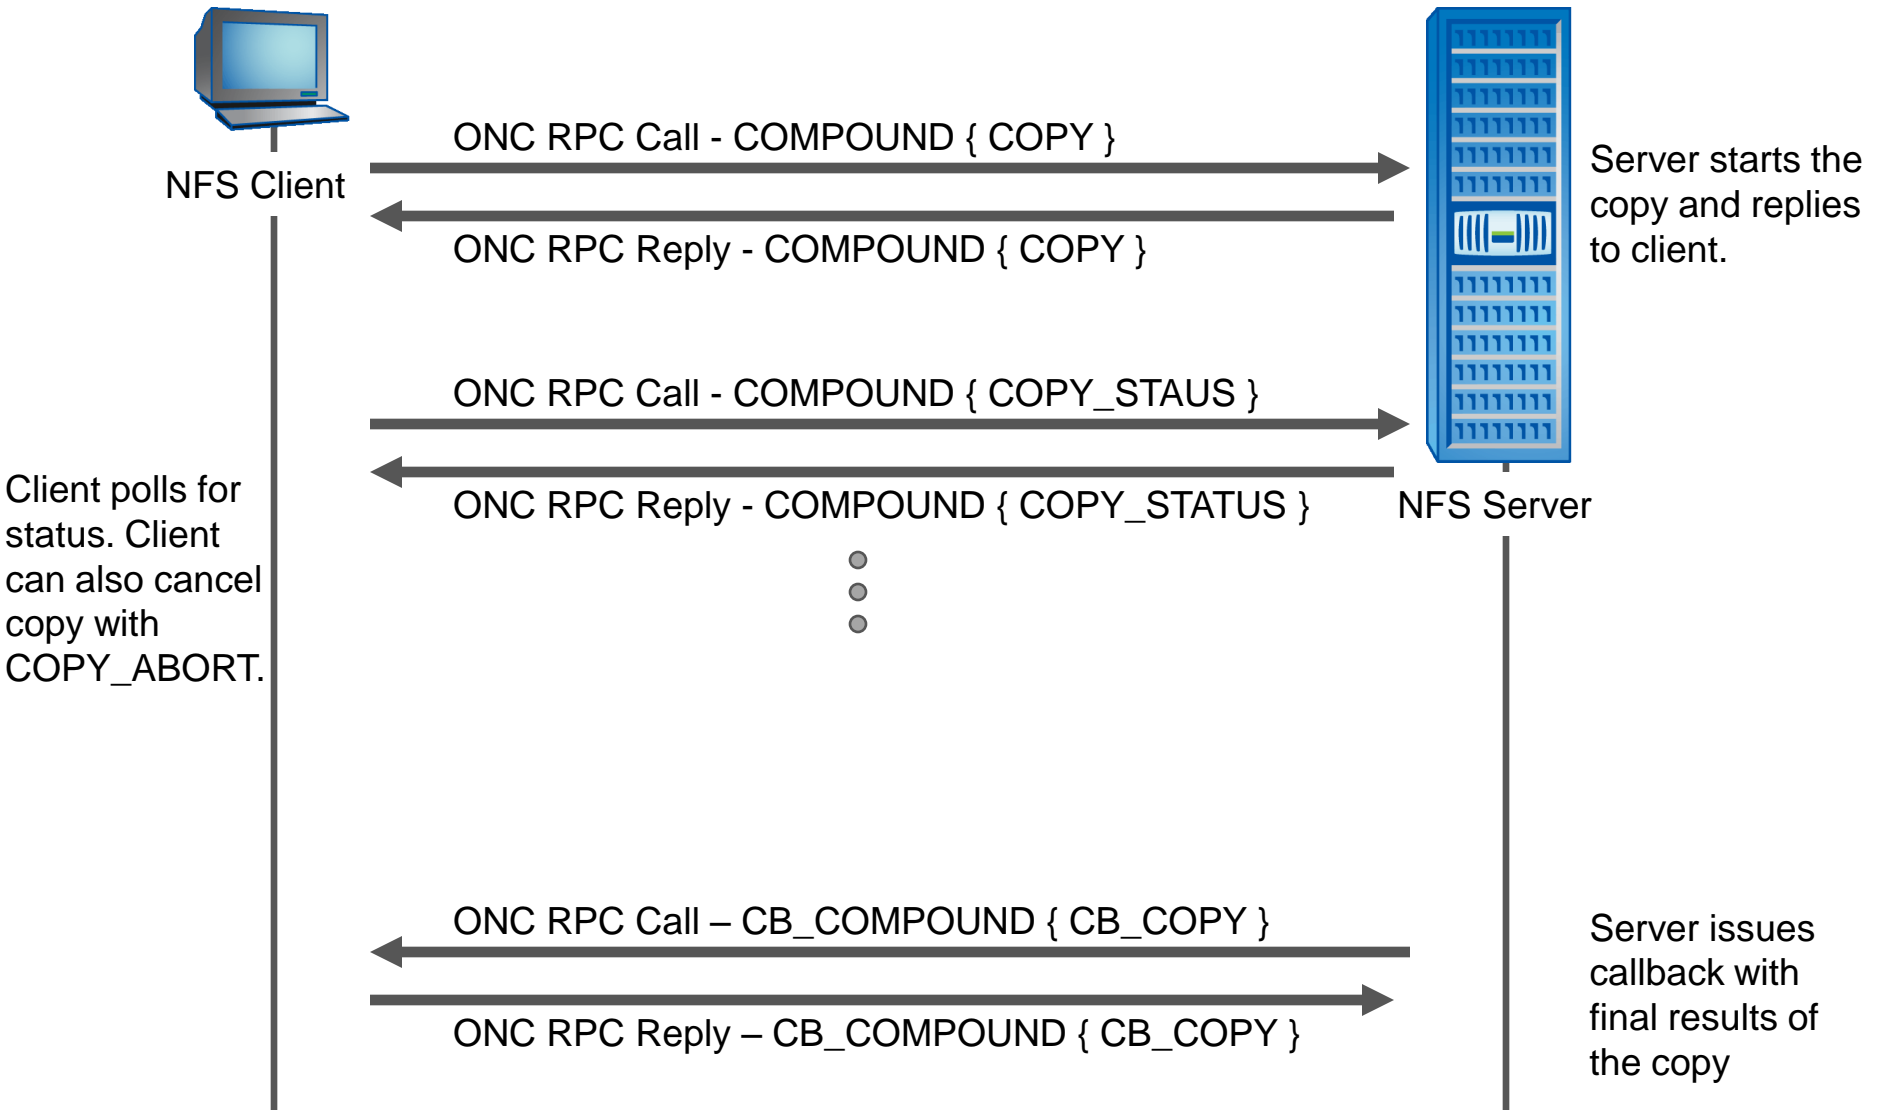 ONC RPC Call - COMPOUND { COPY }
NFS Client
ONC RPC Reply - COMPOUND { COPY }
Server starts the
copy and replies
to client.
ONC RPC Call - COMPOUND { COPY_STAUS }
ONC RPC Reply - COMPOUND { COPY_STATUS }
NFS Server
Client polls for
status. Client
can also cancel
copy with
COPY_ABORT.
ONC RPC Call – CB_COMPOUND { CB_COPY }
ONC RPC Reply – CB_COMPOUND { CB_COPY }
Server issues
callback with
final results of
the copy